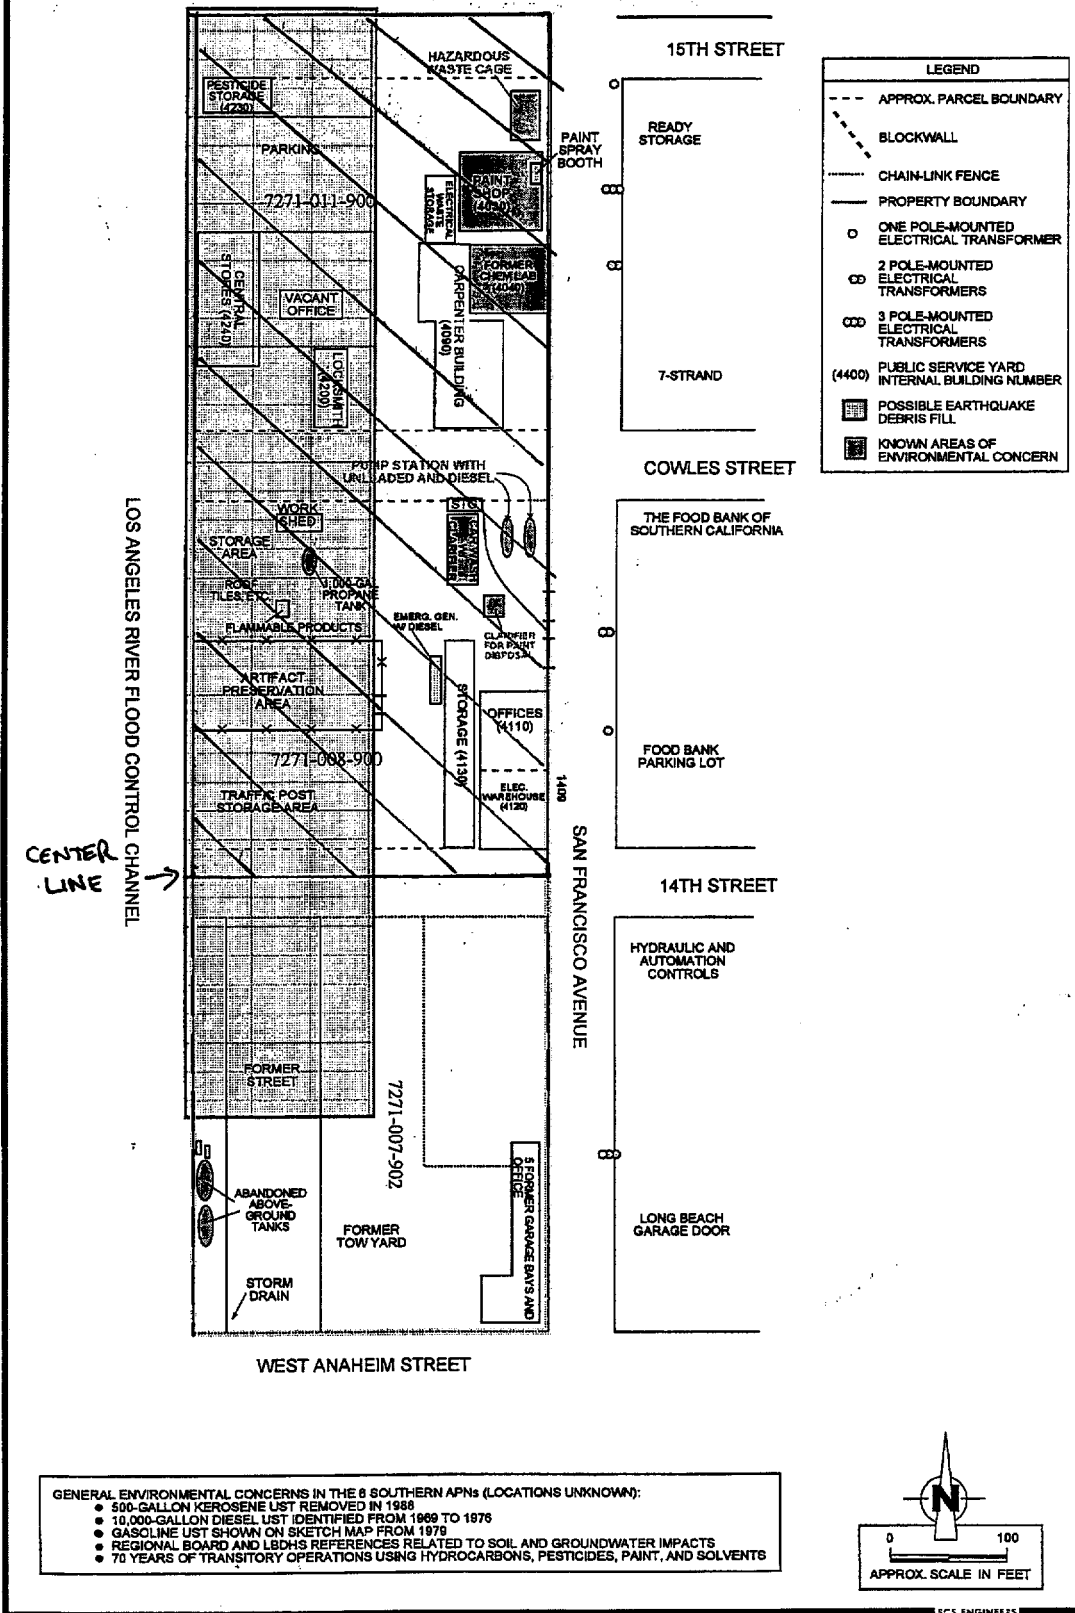 15TH STREET
HAZARDOUS
WASTE CAGE
PESTICIDE
STORAGE
(4230)
PARKING
7271-011-900
PAINT
SPRAY
BOOTH
PAINT
SHOP
ELECTRICAL
WASTE
STORAGE
FORMER
CHEM LAB
(4040)
CENTRAL
STORES (4240)
VACANT
OFFICE
LOCKSMITH
(4200)
CARPENTER BUILDING
(4090)
READY
STORAGE
7-STRAND
LEGEND
APPROX. PARCEL BOUNDARY
BLOCKWALL
CHAIN-LINK FENCE
PROPERTY BOUNDARY
ONE POLE-MOUNTED
ELECTRICAL TRANSFORMER
2 POLE-MOUNTED
ELECTRICAL
TRANSFORMERS
3 POLE-MOUNTED
ELECTRICAL
TRANSFORMERS
(4400)
PUBLIC SERVICE YARD
INTERNAL BUILDING NUMBER
POSSIBLE EARTHQUAKE
DEBRIS FILL
KNOWN AREAS OF
ENVIRONMENTAL CONCERN
COWLES STREET
PUMP STATION WITH
UNLEADED AND DIESEL
STG
WORK
SHED
STORAGE
AREA
ROOF
TILES, ETC.
1,000-GAL
PROPANE
TANK
FLAMMABLE PRODUCTS
EMERG. GEN.
W/ DIESEL
CLARIFIER
FOR PAINT
DISPOSAL
ARTIFACT
PRESERVATION
AREA
STORAGE (4130)
OFFICES
(4110)
ELEC.
WAREHOUSE
(4120)
7271-008-900
TRAFFIC POST
STORAGE AREA
1400
THE FOOD BANK OF
SOUTHERN CALIFORNIA
FOOD BANK
PARKING LOT
LOS ANGELES RIVER FLOOD CONTROL CHANNEL
CENTER
LINE
SAN FRANCISCO AVENUE
14TH STREET
HYDRAULIC AND
AUTOMATION
CONTROLS
FORMER
STREET
7271-007-902
ABANDONED
ABOVE-
GROUND
TANKS
FORMER
TOW YARD
5 FORMER GARAGE BAYS AND
OFFICE
STORM
DRAIN
LONG BEACH
GARAGE DOOR
WEST ANAHEIM STREET
GENERAL ENVIRONMENTAL CONCERNS IN THE 8 SOUTHERN APNs (LOCATIONS UNKNOWN):
● 500-GALLON KEROSENE UST REMOVED IN 1988
● 10,000-GALLON DIESEL UST IDENTIFIED FROM 1969 TO 1976
● GASOLINE UST SHOWN ON SKETCH MAP FROM 1979
● REGIONAL BOARD AND LBDHS REFERENCES RELATED TO SOIL AND GROUNDWATER IMPACTS
● 70 YEARS OF TRANSITORY OPERATIONS USING HYDROCARBONS, PESTICIDES, PAINT, AND SOLVENTS
N
0 100
APPROX. SCALE IN FEET
SCS ENGINEERS